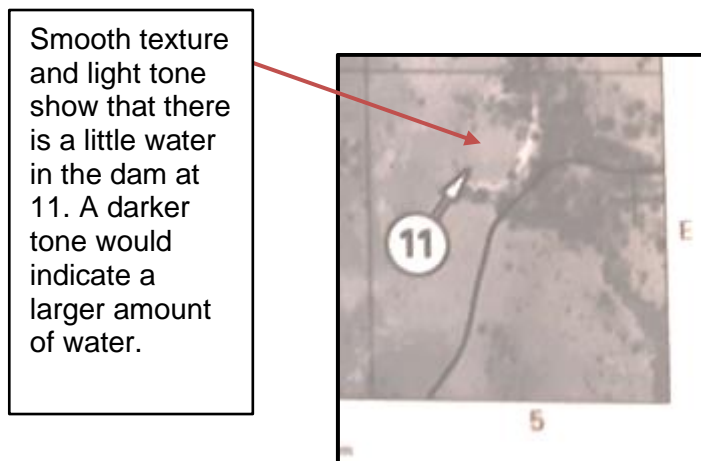 Smooth texture
and light tone
show that there
is a little water
in the dam at
11. A darker
tone would
indicate a
larger amount
of water.
11
E
5